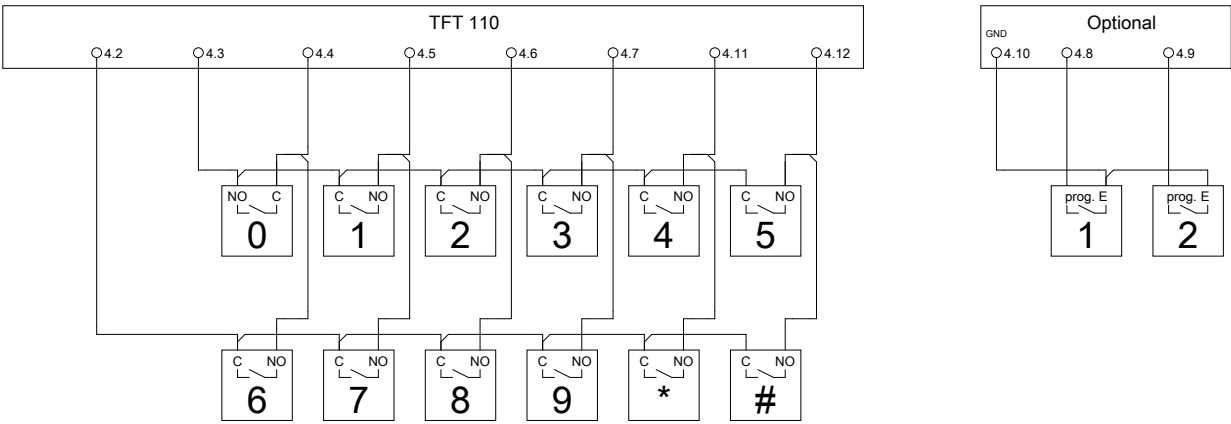 TFT 110
4.2 4.3 4.4 4.5 4.6 4.7 4.11 4.12
NO C C NO C NO C NO C NO C NO
0 1 2 3 4 5
C NO C NO C NO C NO C NO C NO
6 7 8 9 * #
Optional
GND
4.10 4.8 4.9
prog. E prog. E
1 2